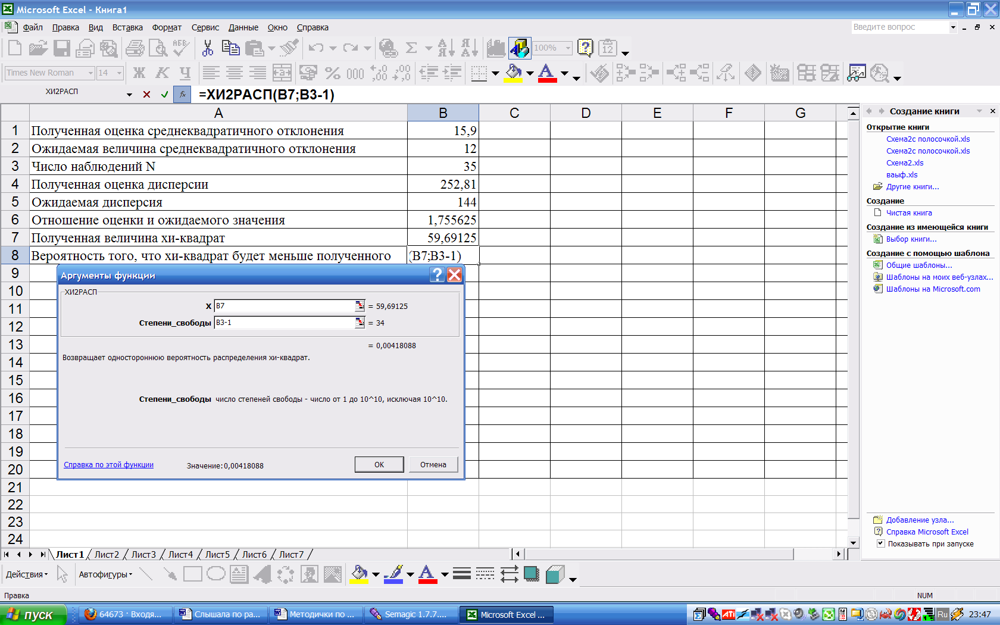 Microsoft Excel - Книга1
Файл Правка Вид Вставка Формат Сервис Данные Окно Справка
Введите вопрос
100%
Times New Roman 14 Ж К Ч
ХИ2РАСП =ХИ2РАСП(B7;B3-1)
A B C D E F G
1 Полученная оценка среднеквадратичного отклонения 15,9
2 Ожидаемая величина среднеквадратичного отклонения 12
3 Число наблюдений N 35
4 Полученная оценка дисперсии 252,81
5 Ожидаемая дисперсия 144
6 Отношение оценки и ожидаемого значения 1,755625
7 Полученная величина хи-квадрат 59,69125
8 Вероятность того, что хи-квадрат будет меньше полученного (B7;B3-1)
9
10
11
12
13
14
15
16
17
18
19
20
21
22
23
24
Аргументы функции
ХИ2РАСП
X B7 = 59,69125
Степени_свободы B3-1 = 34
= 0,00418088
Возвращает одностороннюю вероятность распределения хи-квадрат.
Степени_свободы число степеней свободы - число от 1 до 10^10, исключая 10^10.
Справка по этой функции Значение:0,00418088 ОК Отмена
Создание книги
Открытие книги
Схема2с полосочкой.xls
Схема2с полосочкой.xls
Схема2.xls
ваыф.xls
Другие книги...
Создание
Чистая книга
Создание из имеющейся книги
Выбор книги...
Создание с помощью шаблона
Общие шаблоны...
Шаблоны на моих веб-узлах...
Шаблоны на Microsoft.com
Добавление узла...
Справка Microsoft Excel
Показывать при запуске
Лист1 Лист2 Лист3 Лист4 Лист5 Лист6 Лист7
Действия Автофигуры
Правка NUM
пуск 64673 · Входя... Слышала по ра... Методички по ... Semagic 1.7.7.... Microsoft Excel ... ATI Ru 23:47